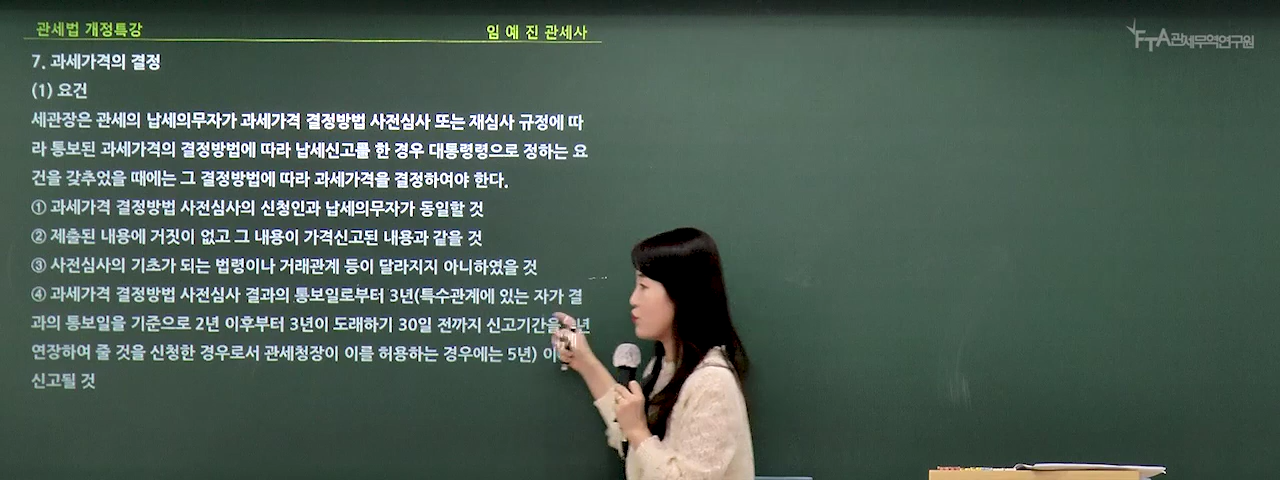 관세법 개정특강
임 예 진 관세사
FTA관세무역연구원
7. 과세가격의 결정
(1) 요건
세관장은 관세의 납세의무자가 과세가격 결정방법 사전심사 또는 재심사 규정에 따
라 통보된 과세가격의 결정방법에 따라 납세신고를 한 경우 대통령령으로 정하는 요
건을 갖추었을 때에는 그 결정방법에 따라 과세가격을 결정하여야 한다.
① 과세가격 결정방법 사전심사의 신청인과 납세의무자가 동일할 것
② 제출된 내용에 거짓이 없고 그 내용이 가격신고된 내용과 같을 것
③ 사전심사의 기초가 되는 법령이나 거래관계 등이 달라지지 아니하였을 것
④ 과세가격 결정방법 사전심사 결과의 통보일로부터 3년(특수관계에 있는 자가 결
과의 통보일을 기준으로 2년 이후부터 3년이 도래하기 30일 전까지 신고기간을 년
연장하여 줄 것을 신청한 경우로서 관세청장이 이를 허용하는 경우에는 5년) 이
신고될 것